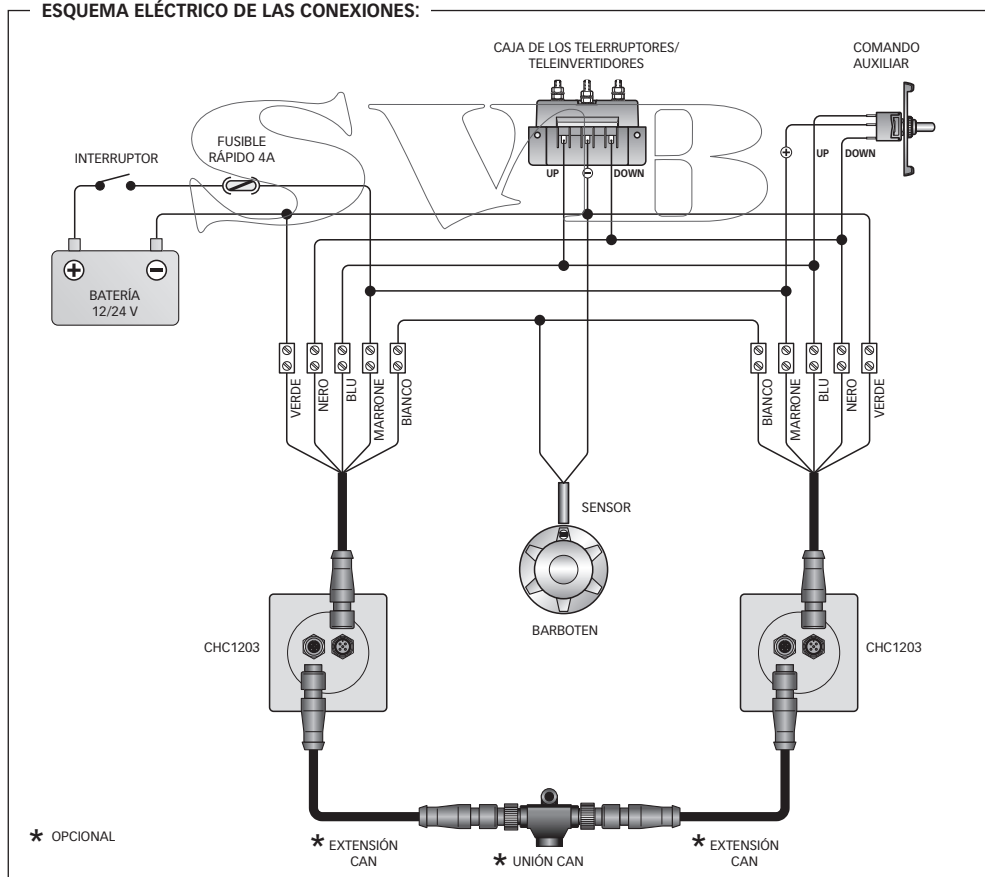 ESQUEMA ELÉCTRICO DE LAS CONEXIONES:
CAJA DE LOS TELERRUPTORES/
TELEINVERTIDORES
COMANDO
AUXILIAR
SVB
INTERRUPTOR
FUSIBLE
RÁPIDO 4A
UP
DOWN
+
UP
DOWN
+
BATERÍA
12/24 V
VERDE
NERO
BLU
MARRONE
BIANCO
BIANCO
MARRONE
BLU
NERO
VERDE
SENSOR
BARBOTEN
CHC1203
CHC1203
* OPCIONAL
* EXTENSIÓN
CAN
* UNIÓN CAN
* EXTENSIÓN
CAN